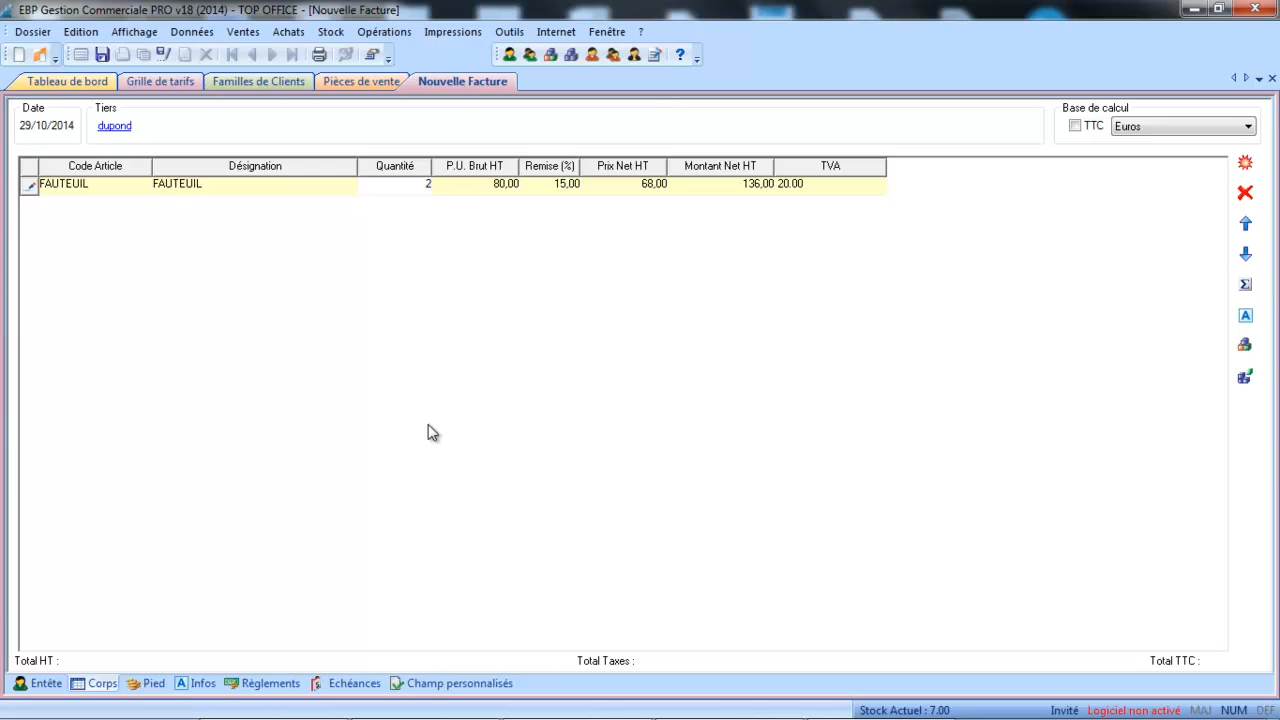 EBP Gestion Commerciale PRO v18 (2014) - TOP OFFICE - [Nouvelle Facture]
Dossier Edition Affichage Données Ventes Achats Stock Opérations Impressions Outils Internet Fenêtre ?
Tableau de bord Grille de tarifs Familles de Clients Pièces de vente Nouvelle Facture
Date Tiers Base de calcul
29/10/2014 dupond TTC Euros
Code Article Désignation Quantité P.U. Brut HT Remise (%) Prix Net HT Montant Net HT TVA
FAUTEUIL FAUTEUIL 2 80,00 15,00 68,00 136,00 20.00
Total HT : Total Taxes : Total TTC :
Entête Corps Pied Infos Règlements Echéances Champ personnalisés
Stock Actuel : 7.00 Invité Logiciel non activé MAJ NUM DEF